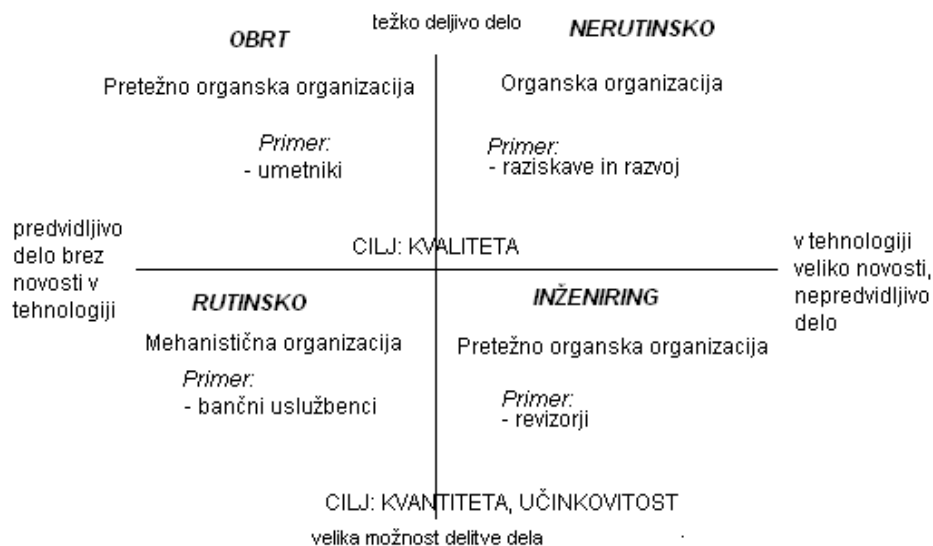 težko deljivo delo
OBRT
NERUTINSKO
Pretežno organska organizacija
Organska organizacija
Primer:
- umetniki
Primer:
- raziskave in razvoj
predvidljivo
delo brez
novosti v
tehnologiji
CILJ: KVALITETA
v tehnologiji
veliko novosti,
nepredvidljivo
delo
RUTINSKO
INŽENIRING
Mehanistična organizacija
Pretežno organska organizacija
Primer:
- bančni uslužbenci
Primer:
- revizorji
CILJ: KVANTITETA, UČINKOVITOST
velika možnost delitve dela